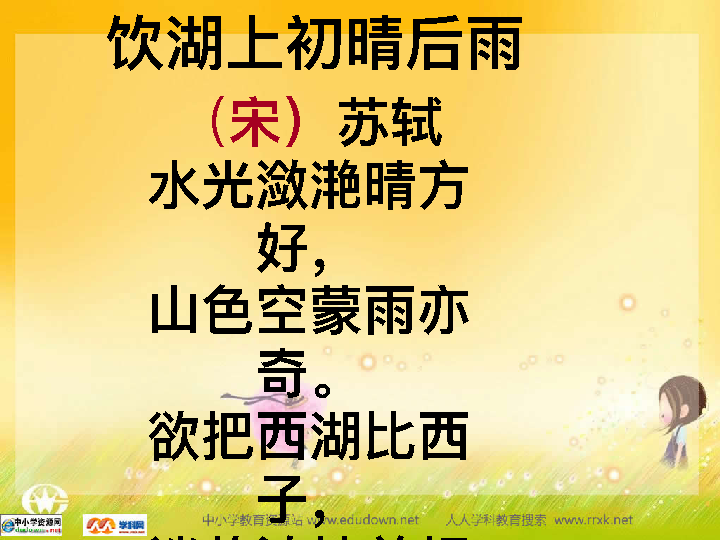 饮湖上初晴后雨
（宋）苏轼
水光潋滟晴方
好，
山色空蒙雨亦
奇。
欲把西湖比西
子，
中小学教育资源站 www.edudown.net 人人学科教育搜索 www.rrxk.net
中小学资源网
学科网